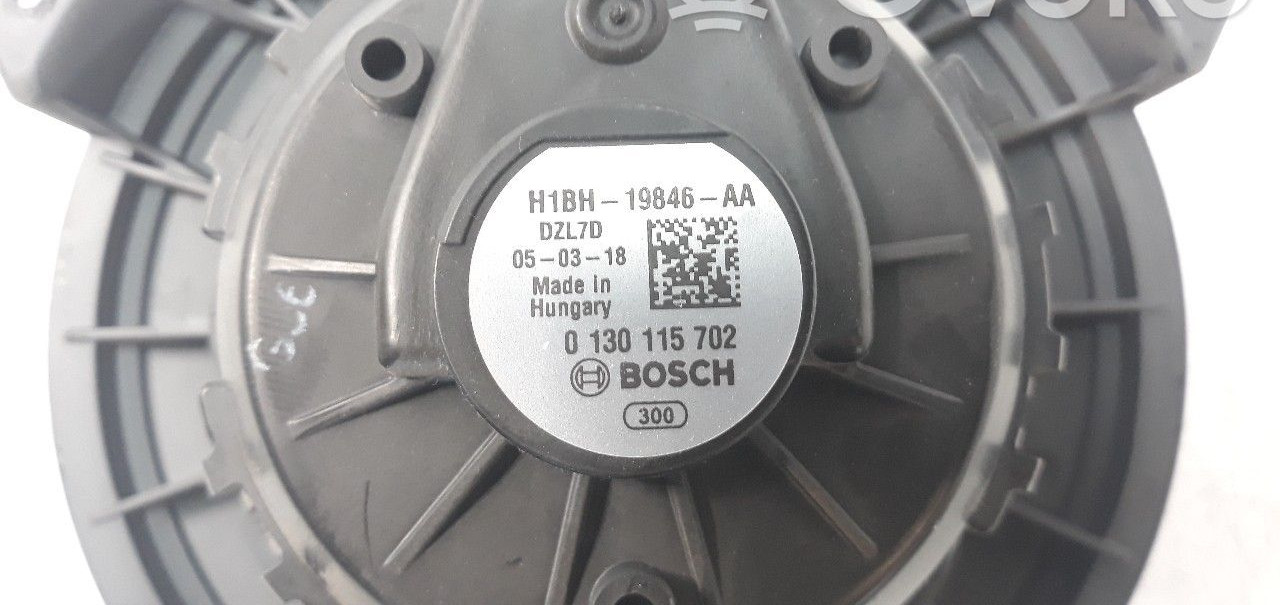 H1BH-19846-AA
DZL7D
05-03-18
Made in
Hungary
0 130 115 702
BOSCH
300